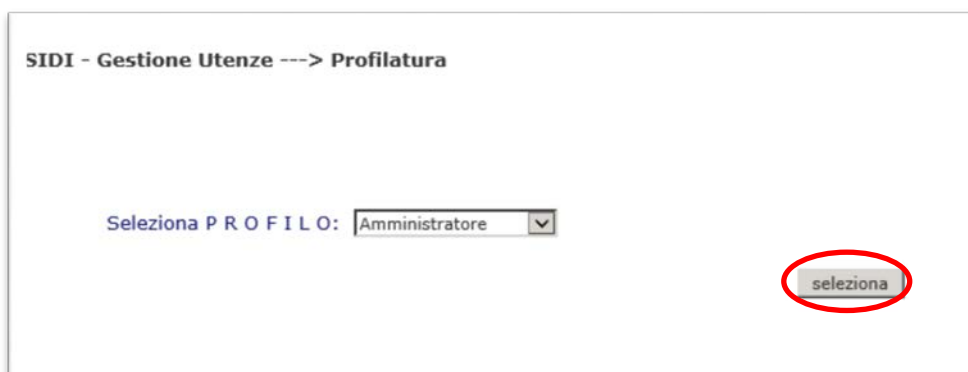 SIDI - Gestione Utenze ---> Profilatura
Seleziona P R O F I L O: Amministratore
seleziona